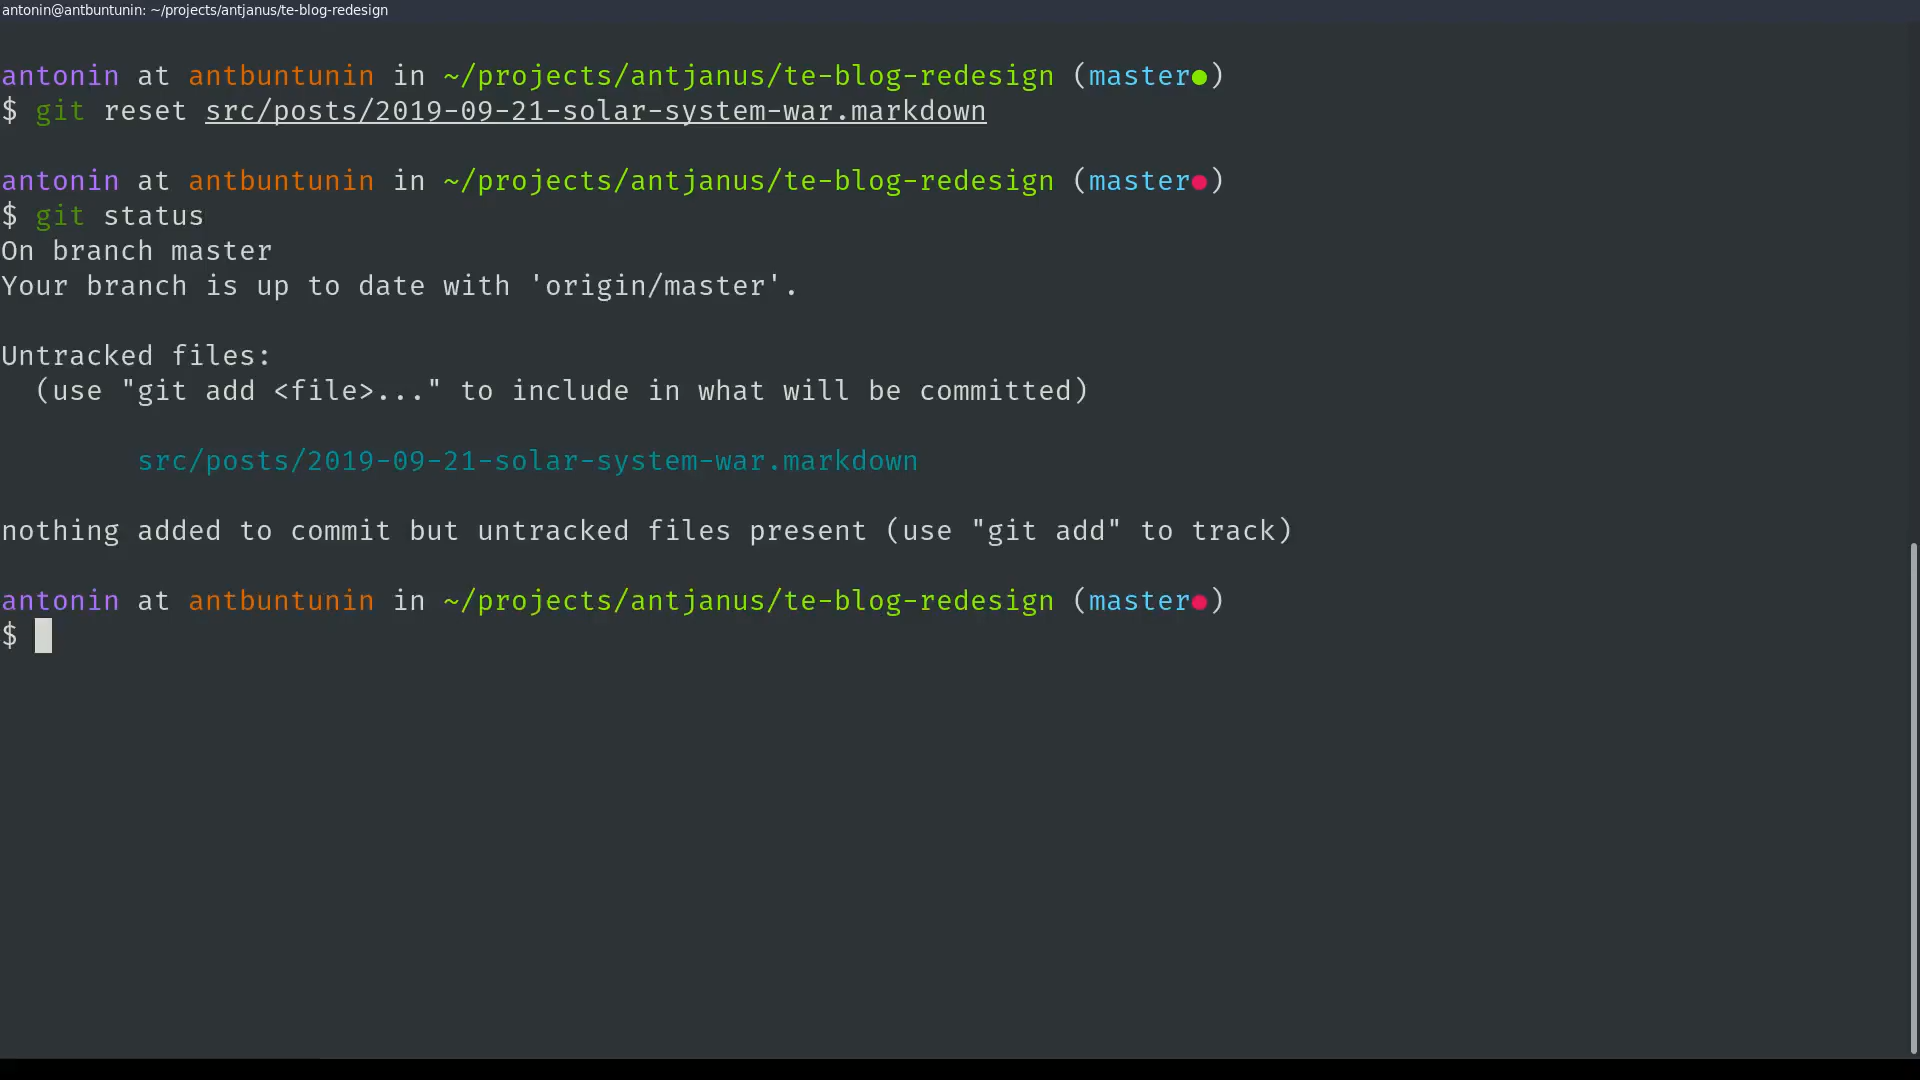 antonin@antbuntunin: ~/projects/antjanus/te-blog-redesign
antonin at antbuntunin in ~/projects/antjanus/te-blog-redesign (master●)
$ git reset src/posts/2019-09-21-solar-system-war.markdown
antonin at antbuntunin in ~/projects/antjanus/te-blog-redesign (master●)
$ git status
On branch master
Your branch is up to date with 'origin/master'.
Untracked files:
  (use "git add <file>..." to include in what will be committed)
        src/posts/2019-09-21-solar-system-war.markdown
nothing added to commit but untracked files present (use "git add" to track)
antonin at antbuntunin in ~/projects/antjanus/te-blog-redesign (master●)
$